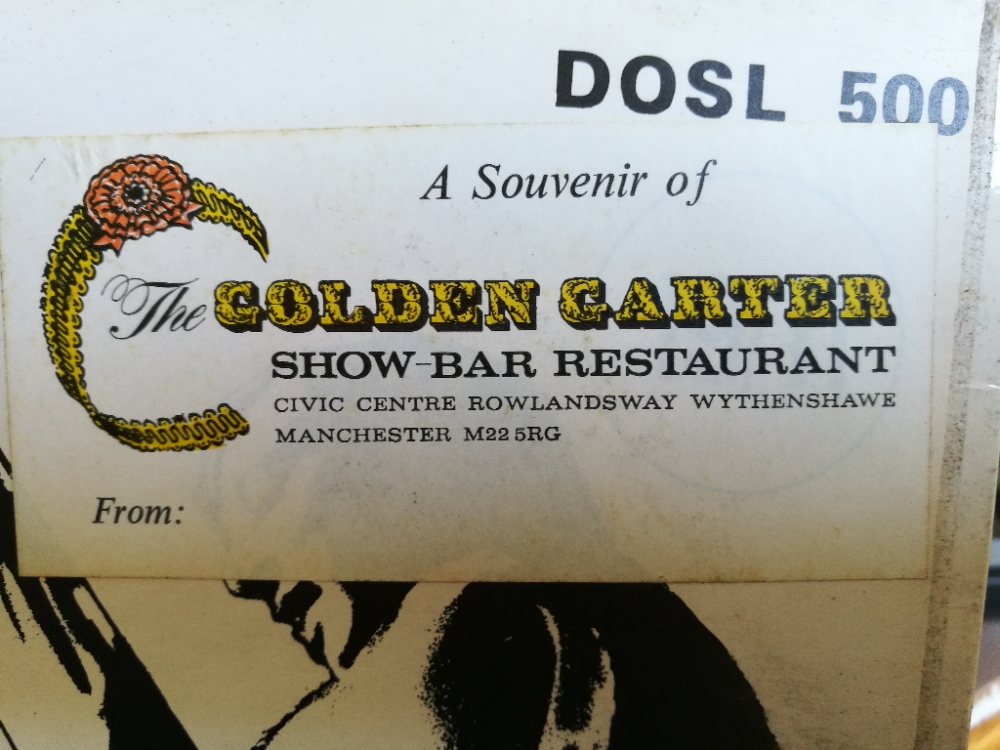 DOSL 500
A Souvenir of
The GOLDEN GARTER
SHOW-BAR RESTAURANT
CIVIC CENTRE ROWLANDSWAY WYTHENSHAWE
MANCHESTER M22 5RG
From: